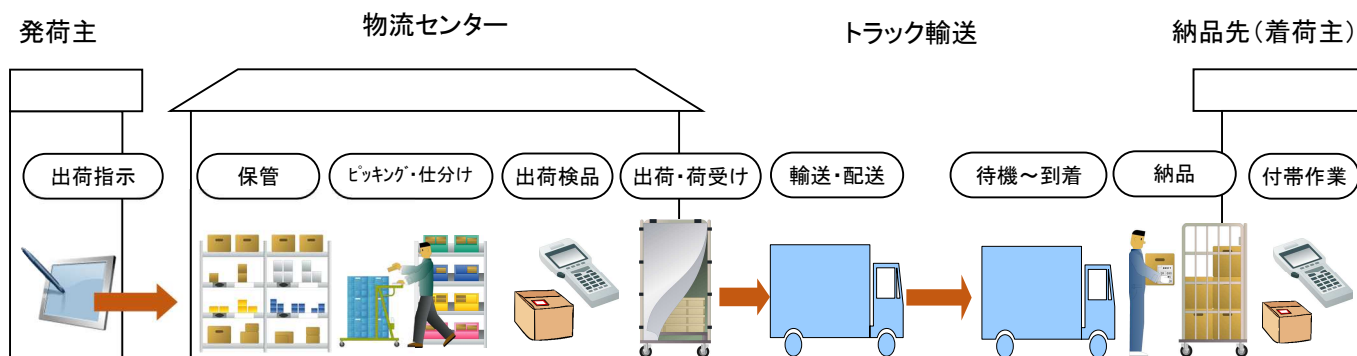 発荷主
物流センター
トラック輸送
納品先(着荷主)
出荷指示
保管
ﾋﾟｯｷﾝｸﾞ・仕分け
出荷検品
出荷・荷受け
輸送・配送
待機～到着
納品
付帯作業